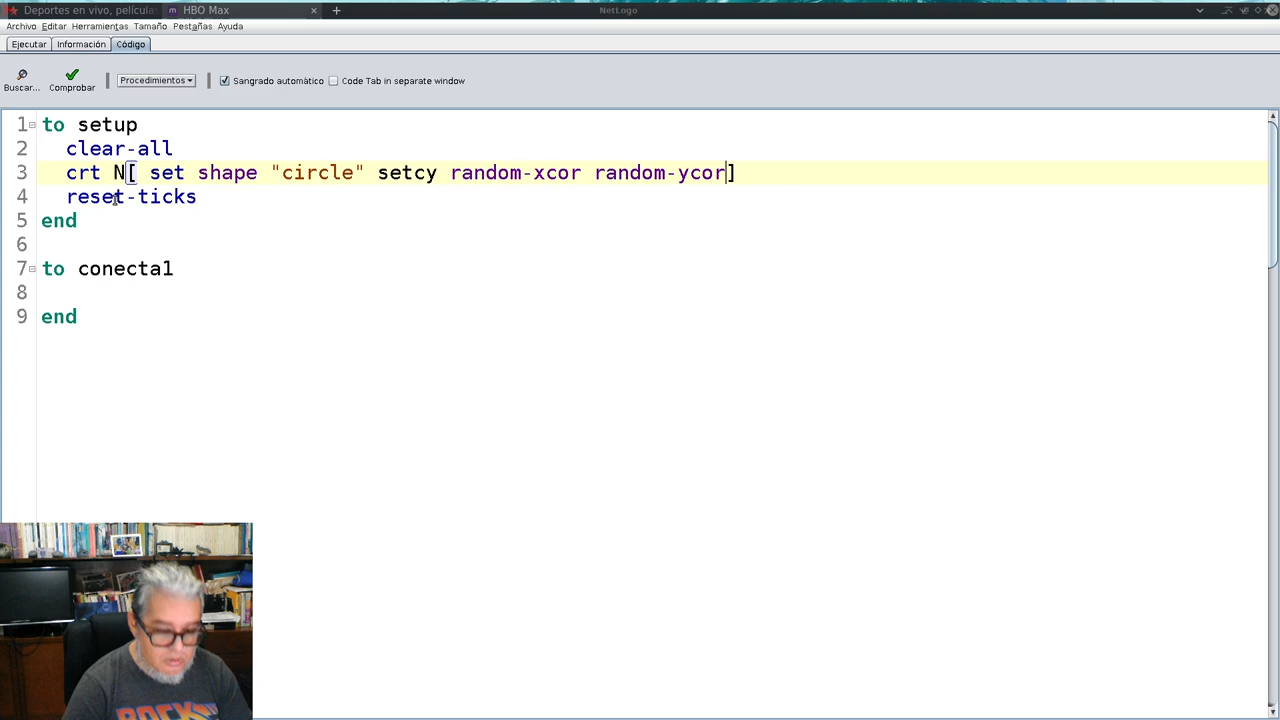 Deportes en vivo, película
HBO Max
NetLogo
Archivo Editar Herramientas Tamaño Pestañas Ayuda
Ejecutar Información Código
Buscar... Comprobar Procedimientos Sangrado automático Code Tab in separate window
1 to setup
2 clear-all
3 crt N[ set shape "circle" setcy random-xcor random-ycor]
4 reset-ticks
5 end
6
7 to conecta1
8
9 end